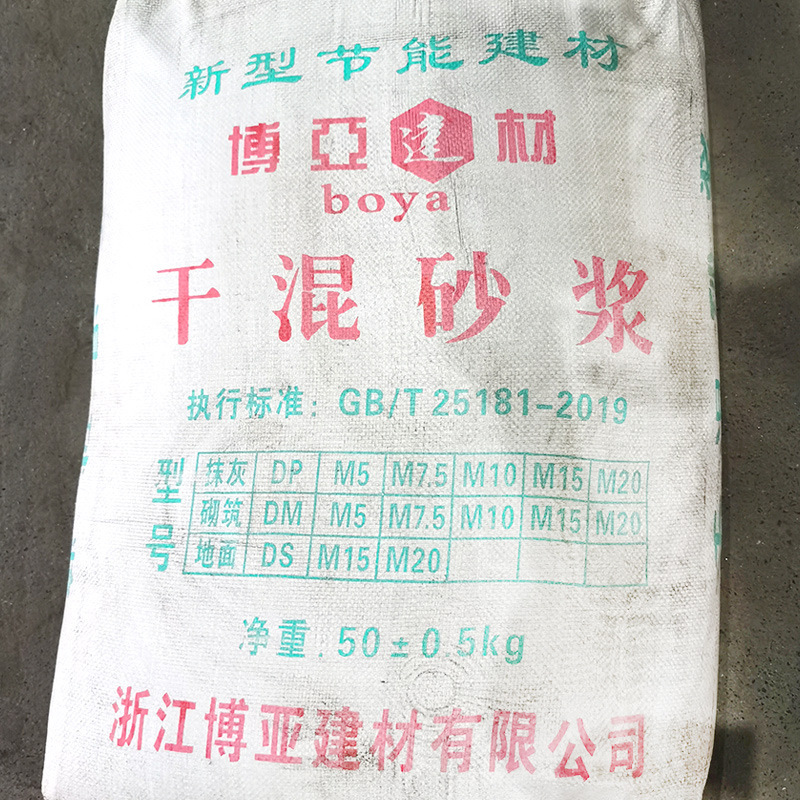 新型节能建材
博亞建材
boya
干混砂浆
执行标准：GB/T 25181-2019
型号
抹灰 DP M5 M7.5 M10 M15 M20
砌筑 DM M5 M7.5 M10 M15 M20
地面 DS M15 M20
净重：50±0.5kg
浙江博亚建材有限公司